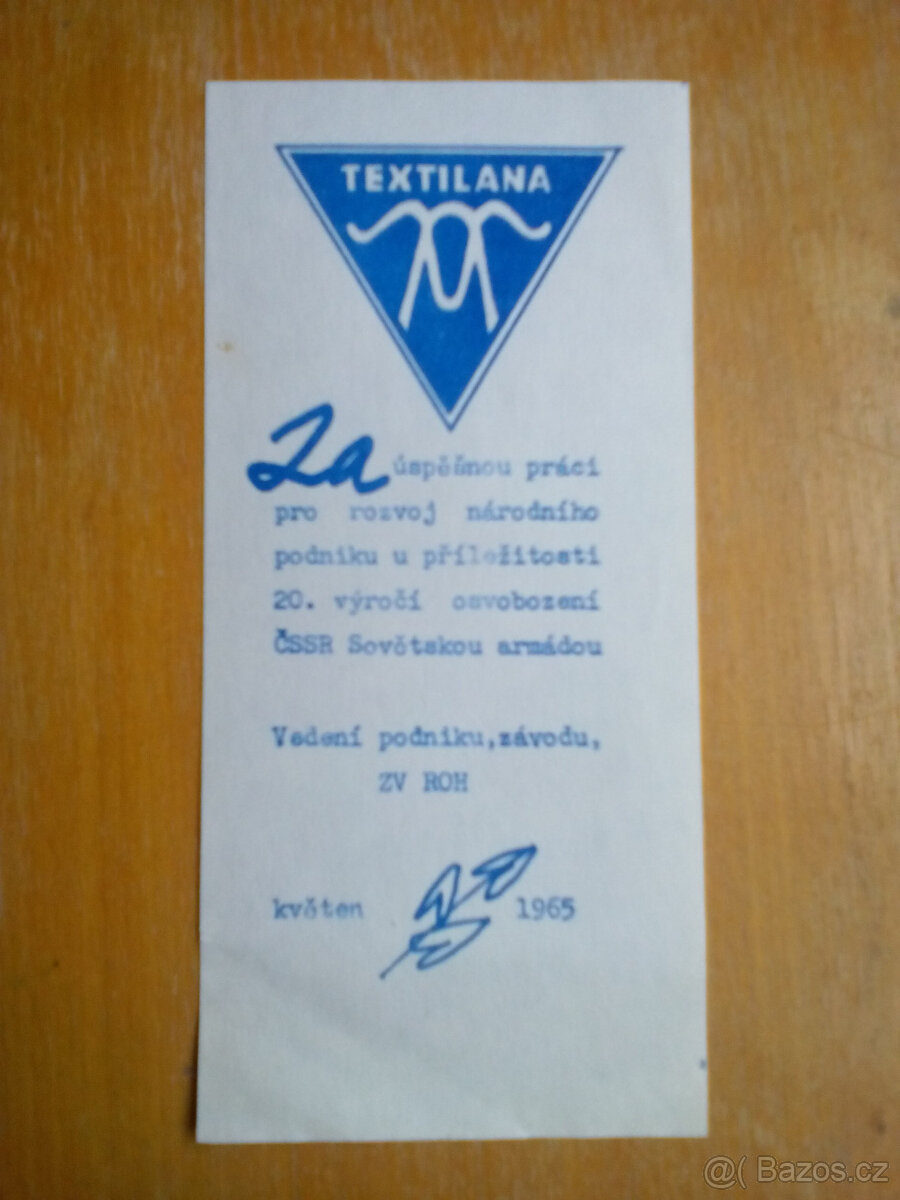 TEXTILANA
Za úspěšnou práci
pro rozvoj národního
podniku u příležitosti
20. výročí osvobození
ČSSR Sovětskou armádou
Vedení podniku,závodu,
ZV ROH
květen 1965
@( Bazos.cz